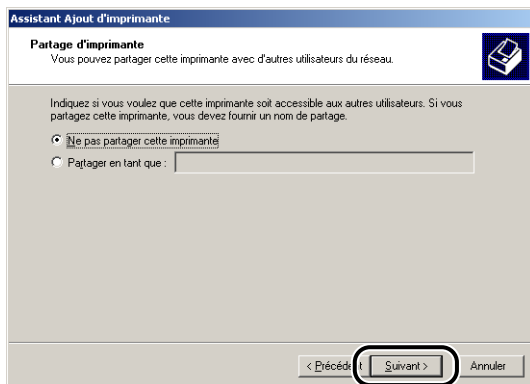 Assistant Ajout d'imprimante
Partage d'imprimante
Vous pouvez partager cette imprimante avec d'autres utilisateurs du réseau.
Indiquez si vous voulez que cette imprimante soit accessible aux autres utilisateurs. Si vous
partagez cette imprimante, vous devez fournir un nom de partage.
Ne pas partager cette imprimante
Partager en tant que :
< Précédent Suivant > Annuler